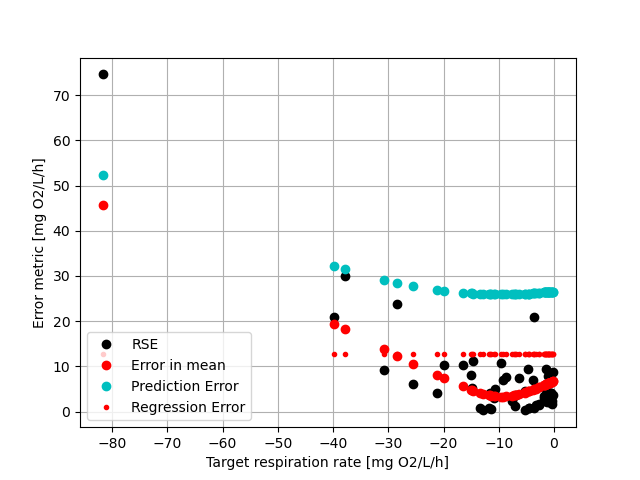 70
60
50
40
30
20
10
0
Error metric [mg O2/L/h]
RSE
Error in mean
Prediction Error
Regression Error
−80 −70 −60 −50 −40 −30 −20 −10 0
Target respiration rate [mg O2/L/h]